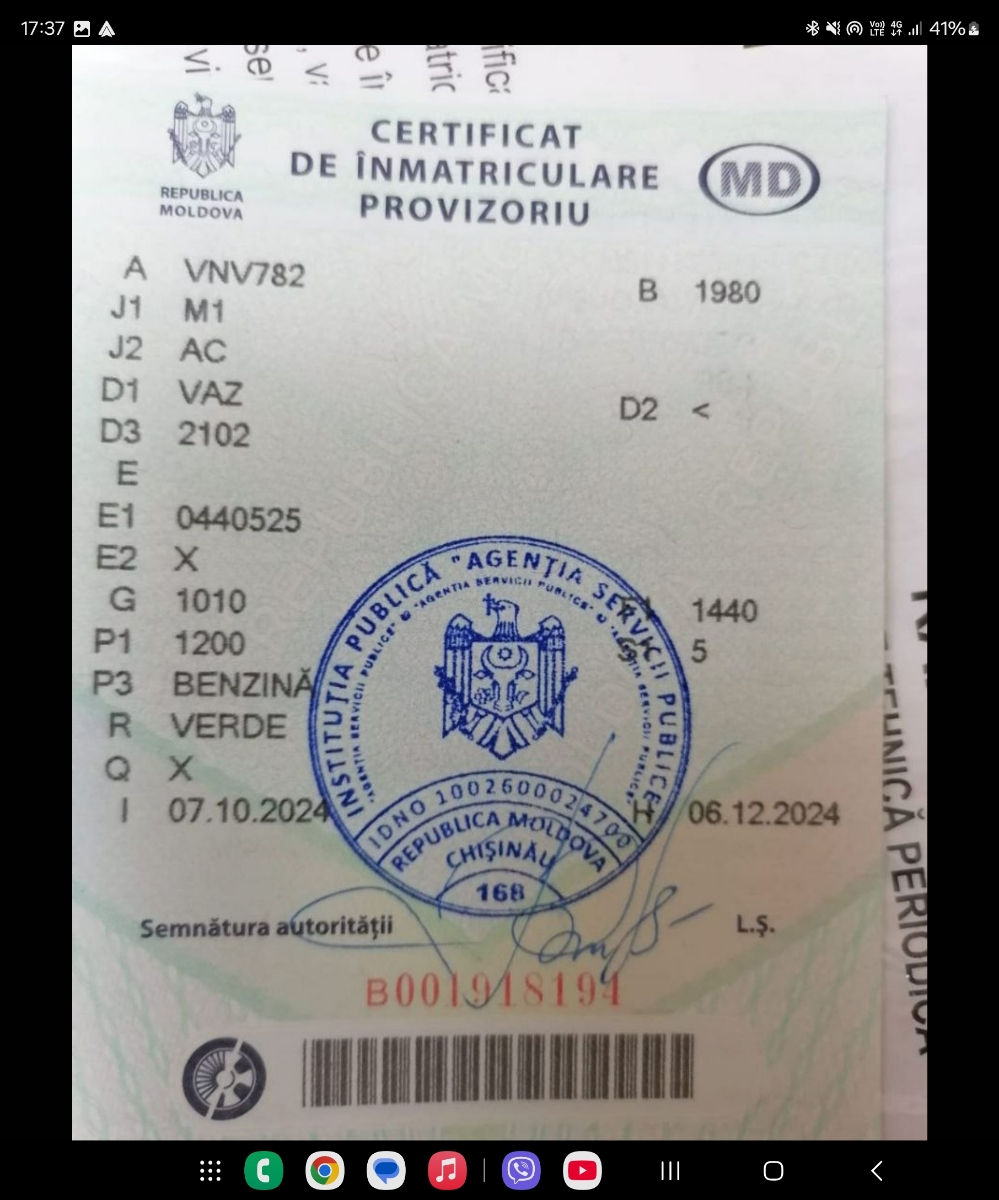 17:37
VoLTE 4G 41%
CERTIFICAT
DE ÎNMATRICULARE
PROVIZORIU
MD
REPUBLICA
MOLDOVA
A VNV782
B 1980
J1 M1
J2 AC
D1 VAZ
D2 <
D3 2102
E
E1 0440525
E2 X
G 1010
1440
P1 1200
5
P3 BENZINĂ
R VERDE
Q X
I 07.10.2024
H 06.12.2024
INSTITUȚIA PUBLICĂ "AGENȚIA SERVICII PUBLICE"
IDNO 1002600024700
REPUBLICA MOLDOVA
CHIȘINĂU
168
Semnătura autorității
L.Ș.
B001918194
TEHNICĂ PERIODICĂ